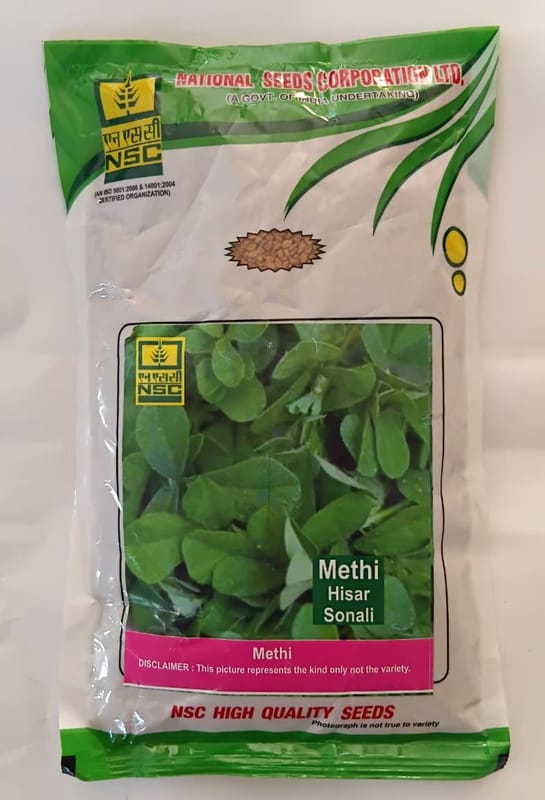 NATIONAL SEEDS CORPORATION LTD.
(A GOVT. OF INDIA UNDERTAKING)
एन एस सी
NSC
(AN ISO 9001:2008 & 14001:2004
CERTIFIED ORGANIZATION)
एन एस सी
NSC
Methi
Hisar
Sonali
Methi
DISCLAIMER : This picture represents the kind only not the variety.
NSC HIGH QUALITY SEEDS
Photograph is not true to variety